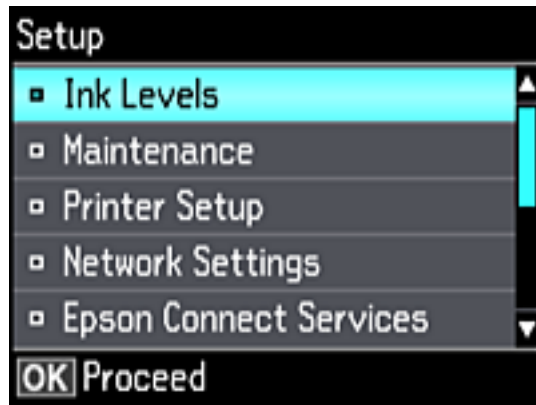 Setup
Ink Levels
Maintenance
Printer Setup
Network Settings
Epson Connect Services
OK Proceed